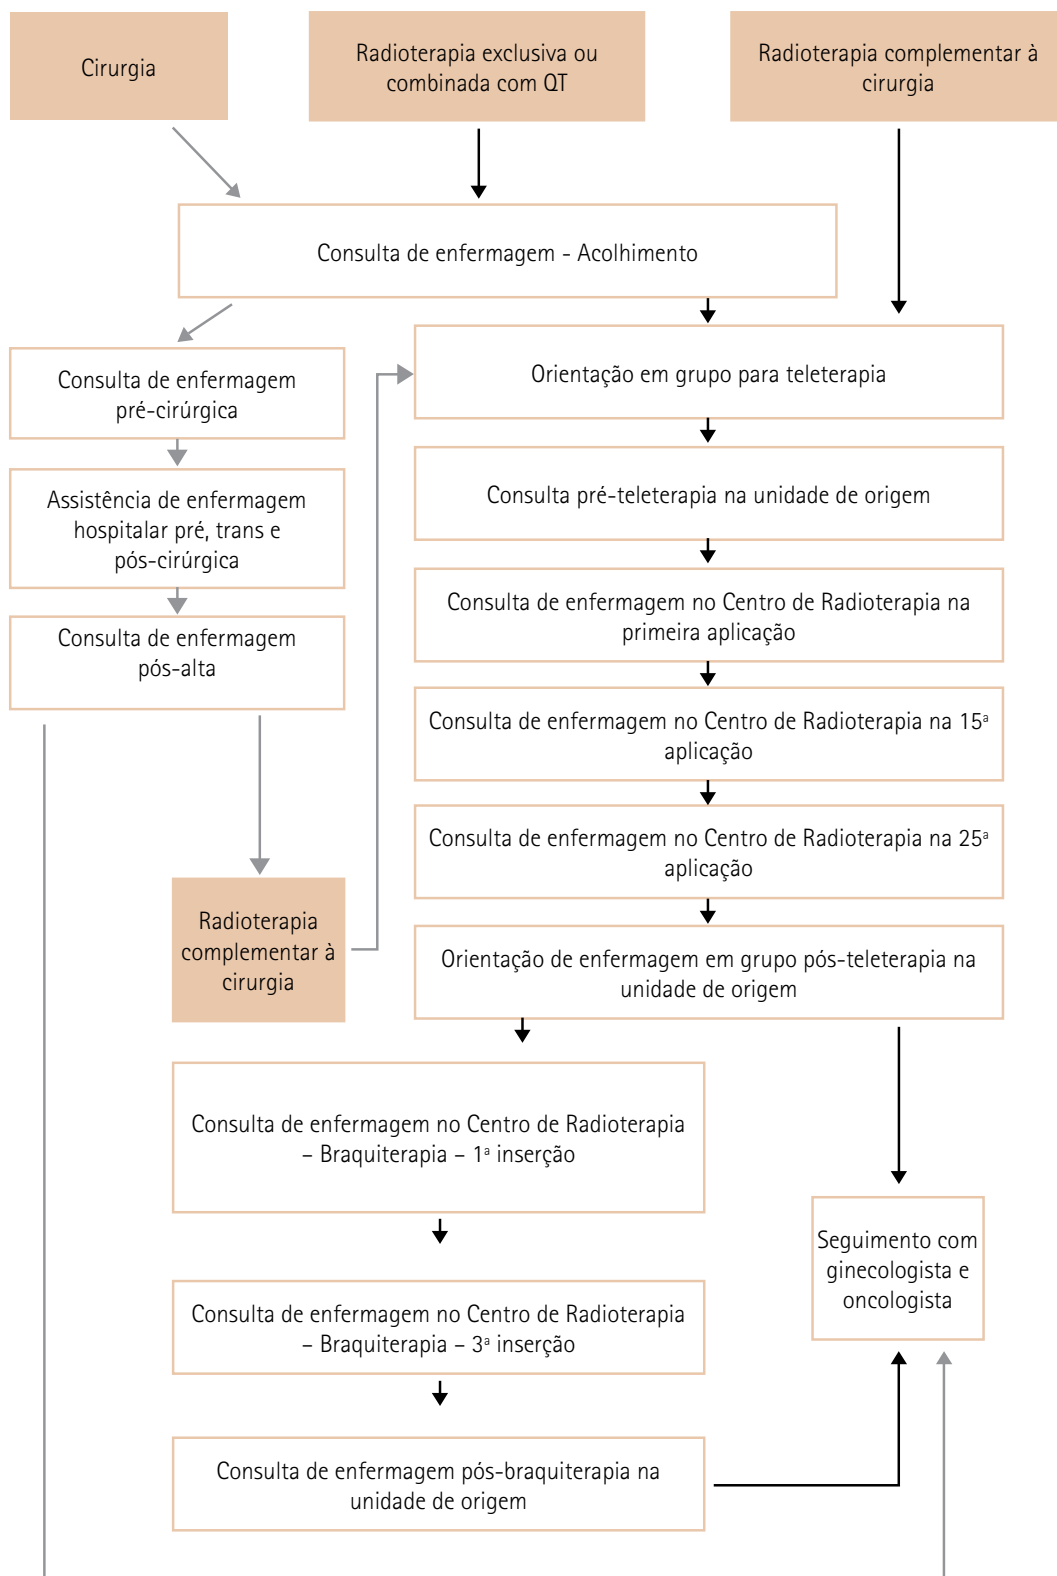 Cirurgia
Radioterapia exclusiva ou
combinada com QT
Radioterapia complementar à
cirurgia
Consulta de enfermagem - Acolhimento
Consulta de enfermagem
pré-cirúrgica
Assistência de enfermagem
hospitalar pré, trans e
pós-cirúrgica
Consulta de enfermagem
pós-alta
Radioterapia
complementar à
cirurgia
Orientação em grupo para teleterapia
Consulta pré-teleterapia na unidade de origem
Consulta de enfermagem no Centro de Radioterapia na
primeira aplicação
Consulta de enfermagem no Centro de Radioterapia na 15ª
aplicação
Consulta de enfermagem no Centro de Radioterapia na 25ª
aplicação
Orientação de enfermagem em grupo pós-teleterapia na
unidade de origem
Consulta de enfermagem no Centro de Radioterapia
– Braquiterapia – 1ª inserção
Consulta de enfermagem no Centro de Radioterapia
– Braquiterapia – 3ª inserção
Consulta de enfermagem pós-braquiterapia na
unidade de origem
Seguimento com
ginecologista e
oncologista